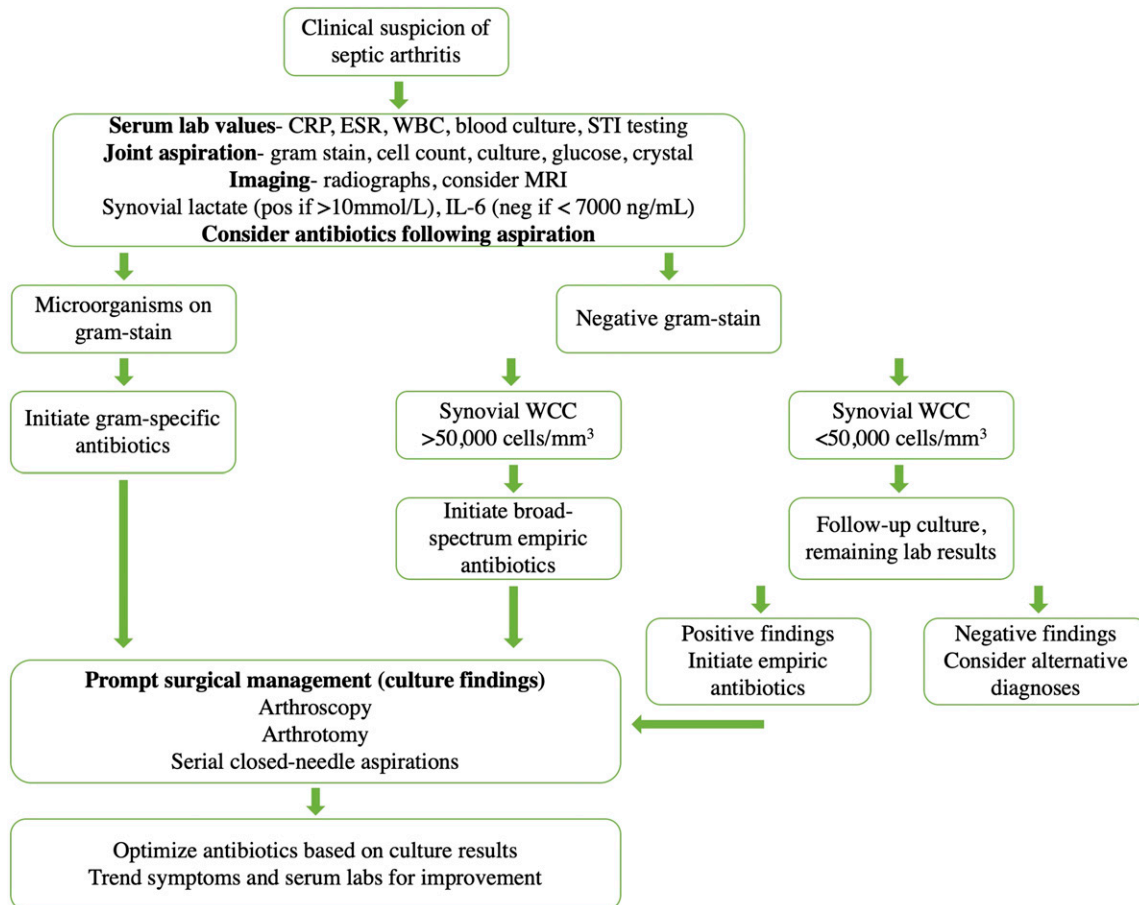 Clinical suspicion of
septic arthritis
Serum lab values- CRP, ESR, WBC, blood culture, STI testing
Joint aspiration- gram stain, cell count, culture, glucose, crystal
Imaging- radiographs, consider MRI
Synovial lactate (pos if >10mmol/L), IL-6 (neg if < 7000 ng/mL)
Consider antibiotics following aspiration
Microorganisms on
gram-stain
Negative gram-stain
Initiate gram-specific
antibiotics
Synovial WCC
>50,000 cells/mm³
Synovial WCC
<50,000 cells/mm³
Initiate broad-
spectrum empiric
antibiotics
Follow-up culture,
remaining lab results
Positive findings
Initiate empiric
antibiotics
Negative findings
Consider alternative
diagnoses
Prompt surgical management (culture findings)
Arthroscopy
Arthrotomy
Serial closed-needle aspirations
Optimize antibiotics based on culture results
Trend symptoms and serum labs for improvement